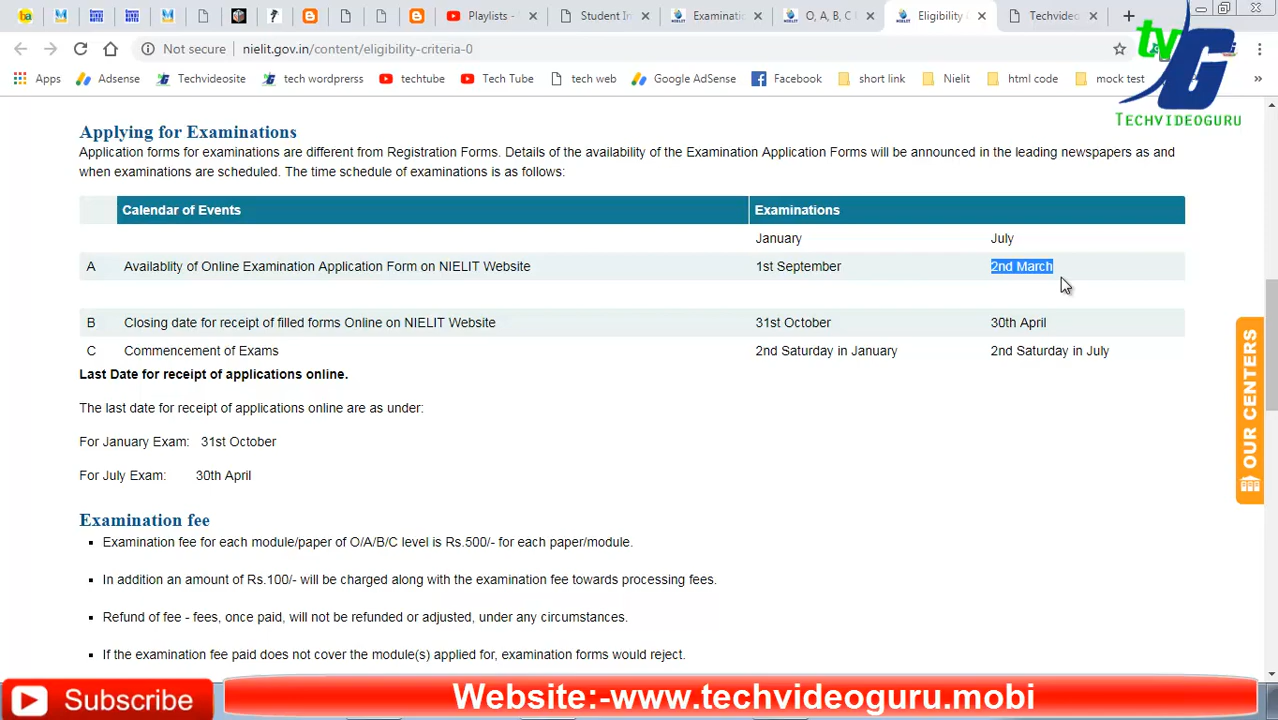 Playlists -
Student In
Examinati
O, A, B, C
Eligibility
Techvideo
Not secure
nielit.gov.in/content/eligibility-criteria-0
Apps
Adsense
Techvideosite
tech wordprerss
techtube
Tech Tube
tech web
Google AdSense
Facebook
short link
Nielit
html code
mock test
»
tv
G
TECHVIDEOGURU
Applying for Examinations
Application forms for examinations are different from Registration Forms. Details of the availability of the Examination Application Forms will be announced in the leading newspapers as and
when examinations are scheduled. The time schedule of examinations is as follows:
Calendar of Events Examinations
January July
A Availablity of Online Examination Application Form on NIELIT Website 1st September 2nd March
B Closing date for receipt of filled forms Online on NIELIT Website 31st October 30th April
C Commencement of Exams 2nd Saturday in January 2nd Saturday in July
Last Date for receipt of applications online.
The last date for receipt of applications online are as under:
For January Exam: 31st October
For July Exam: 30th April
OUR CENTERS
Examination fee
Examination fee for each module/paper of O/A/B/C level is Rs.500/- for each paper/module.
In addition an amount of Rs.100/- will be charged along with the examination fee towards processing fees.
Refund of fee - fees, once paid, will not be refunded or adjusted, under any circumstances.
If the examination fee paid does not cover the module(s) applied for, examination forms would reject.
Subscribe
Website:-www.techvideoguru.mobi